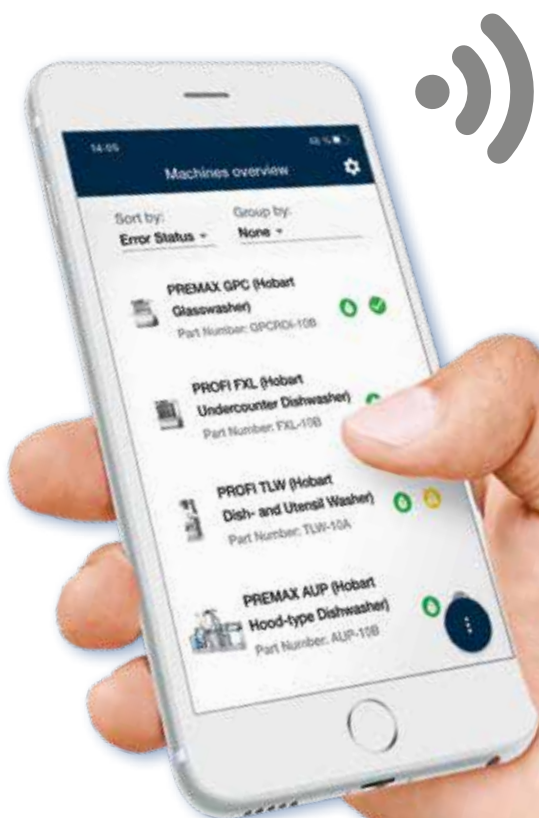 14:05
Machines overview
Sort by: Group by:
Error Status None
PREMAX GPC (Hobart
Glasswasher)
Part Number: GPCRDI-10B
PROFI FXL (Hobart
Undercounter Dishwasher)
Part Number: FXL-10B
PROFI TLW (Hobart
Dish- and Utensil Washer)
Part Number: TLW-10A
PREMAX AUP (Hobart
Hood-type Dishwasher)
Part Number: AUP-10B